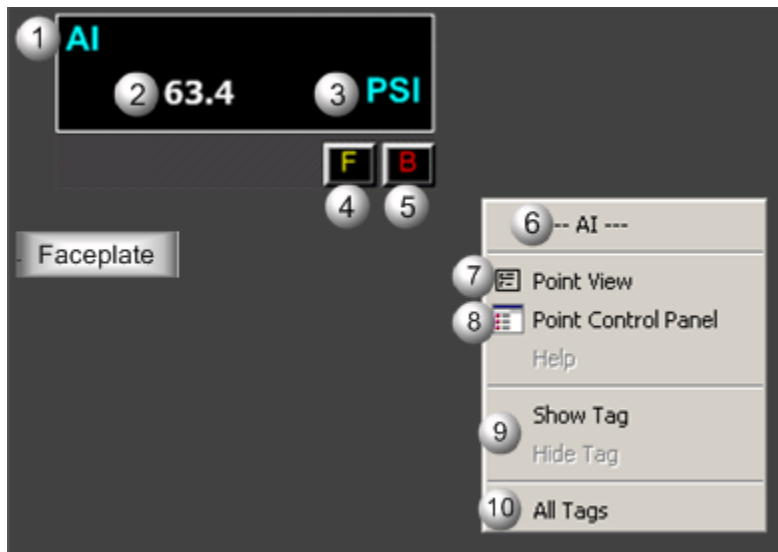 1 AI
2 63.4 3 PSI
F B
4 5
Faceplate
6 -- AI ---
7 Point View
8 Point Control Panel
Help
Show Tag
9
Hide Tag
10 All Tags